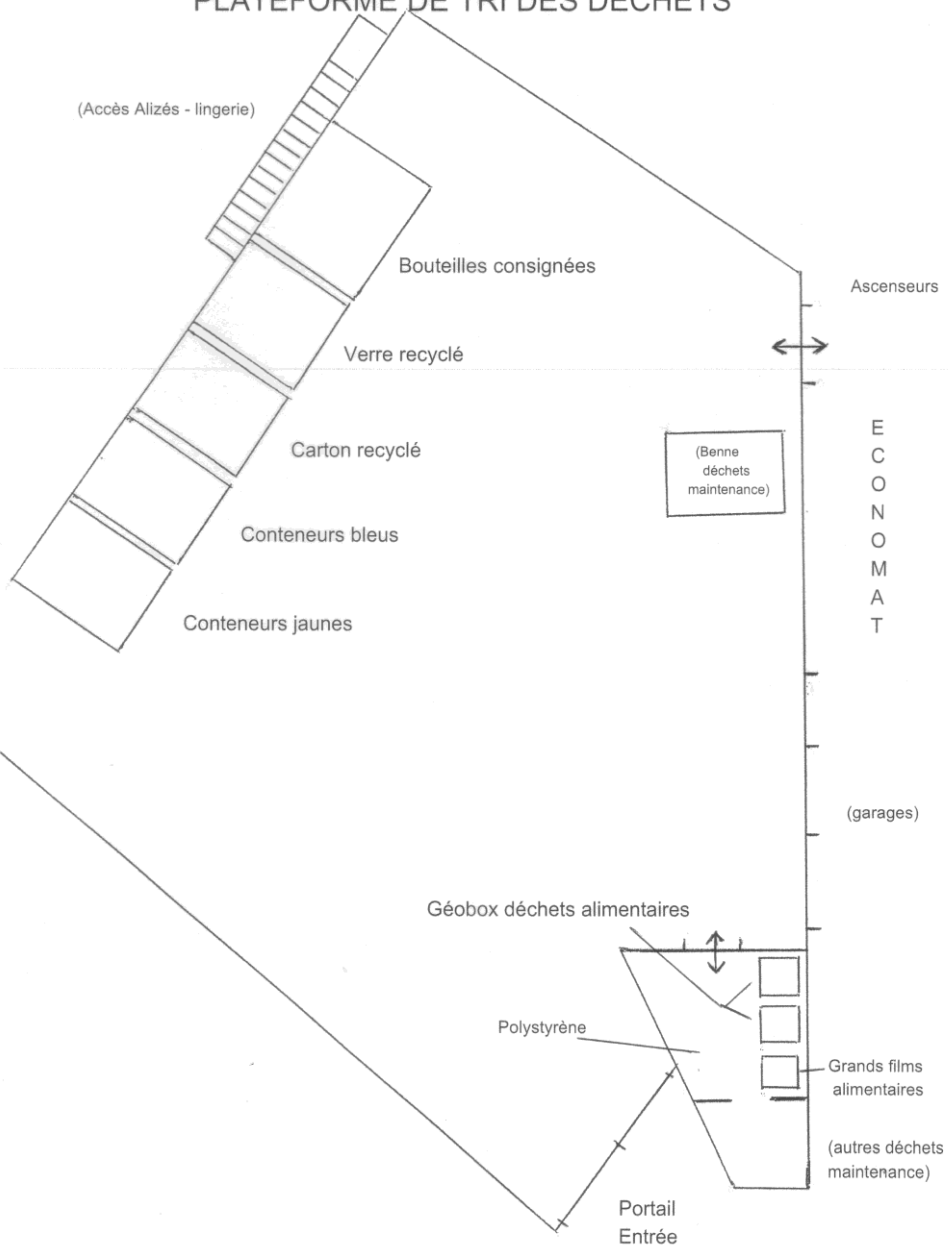 PLATEFORME DE TRI DES DECHETS
(Accès Alizés - lingerie)
Bouteilles consignées
Ascenseurs
Verre recyclé
Carton recyclé
(Benne
déchets
maintenance)
E
C
O
N
O
M
A
T
Conteneurs bleus
Conteneurs jaunes
(garages)
Géobox déchets alimentaires
Polystyrène
Grands films
alimentaires
(autres déchets
maintenance)
Portail
Entrée